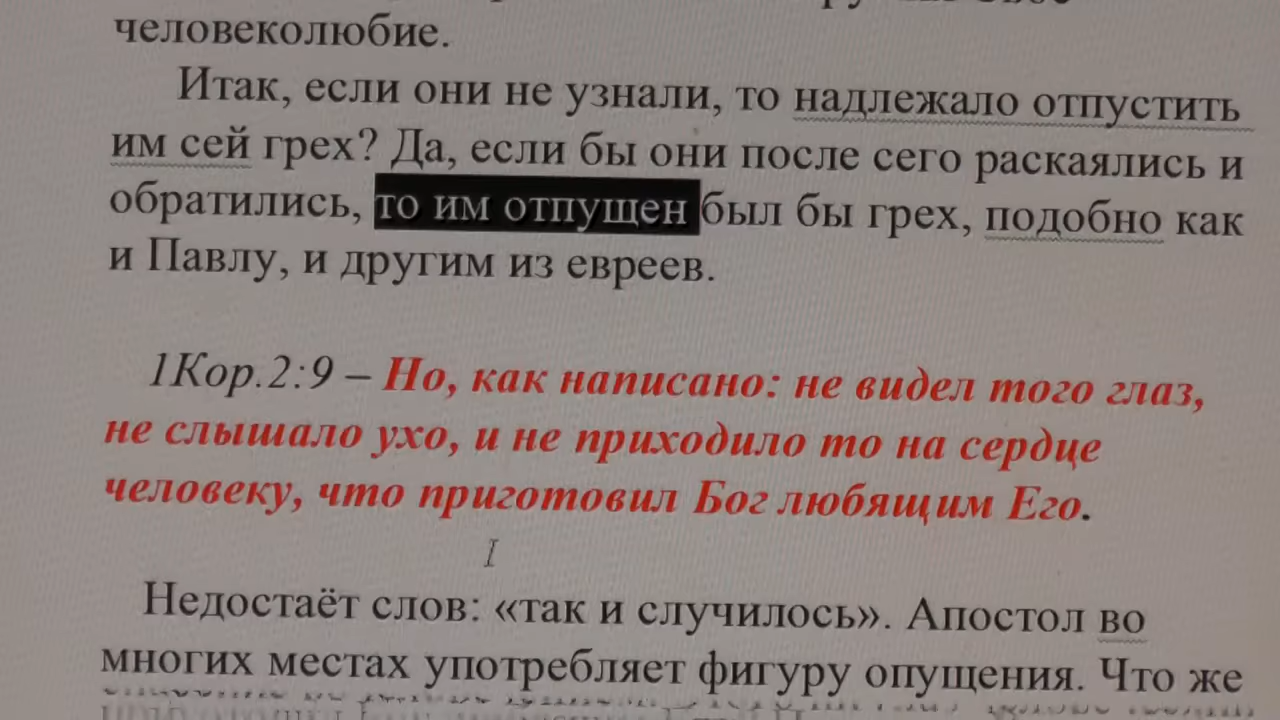 человеколюбие.
Итак, если они не узнали, то надлежало отпустить
им сей грех? Да, если бы они после сего раскаялись и
обратились, то им отпущен был бы грех, подобно как
и Павлу, и другим из евреев.
1Кор.2:9 – Но, как написано: не видел того глаз,
не слышало ухо, и не приходило то на сердце
человеку, что приготовил Бог любящим Его.
Недостаёт слов: «так и случилось». Апостол во
многих местах употребляет фигуру опущения. Что же